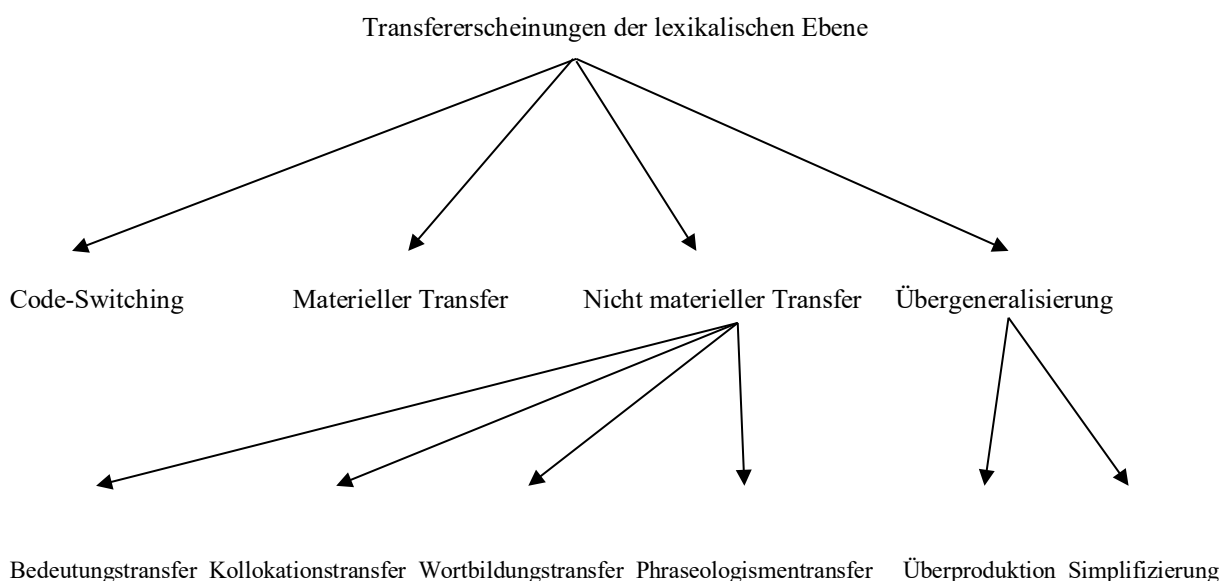 Transfererscheinungen der lexikalischen Ebene
Code-Switching Materieller Transfer Nicht materieller Transfer Übergeneralisierung
Bedeutungstransfer Kollokationstransfer Wortbildungstransfer Phraseologismentransfer Überproduktion Simplifizierung